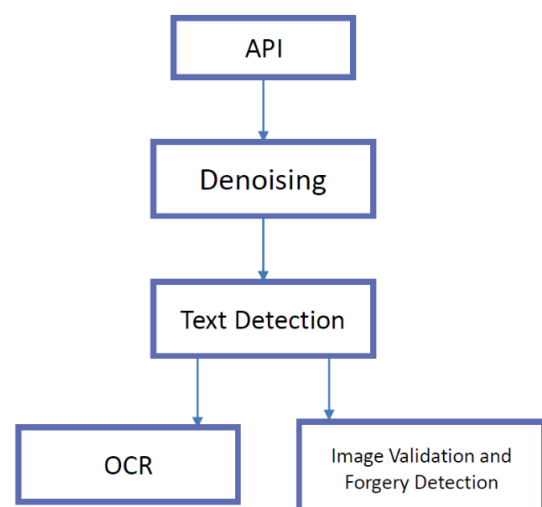 API
Denoising
Text Detection
OCR
Image Validation and
Forgery Detection